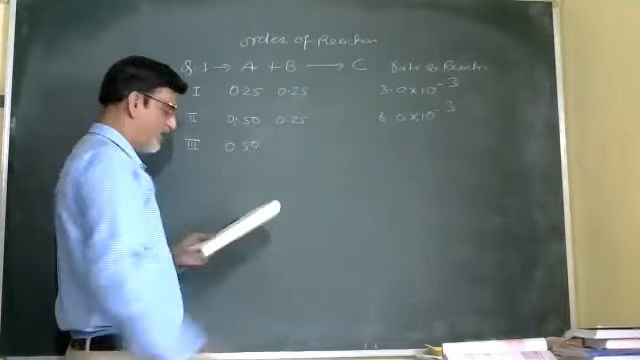 order of Reaction
A + B ⟶ C Rate of Reaction
I 0.25 0.25 3.0×10⁻³
II 0.50 0.25 6.0×10⁻³
III 0.50